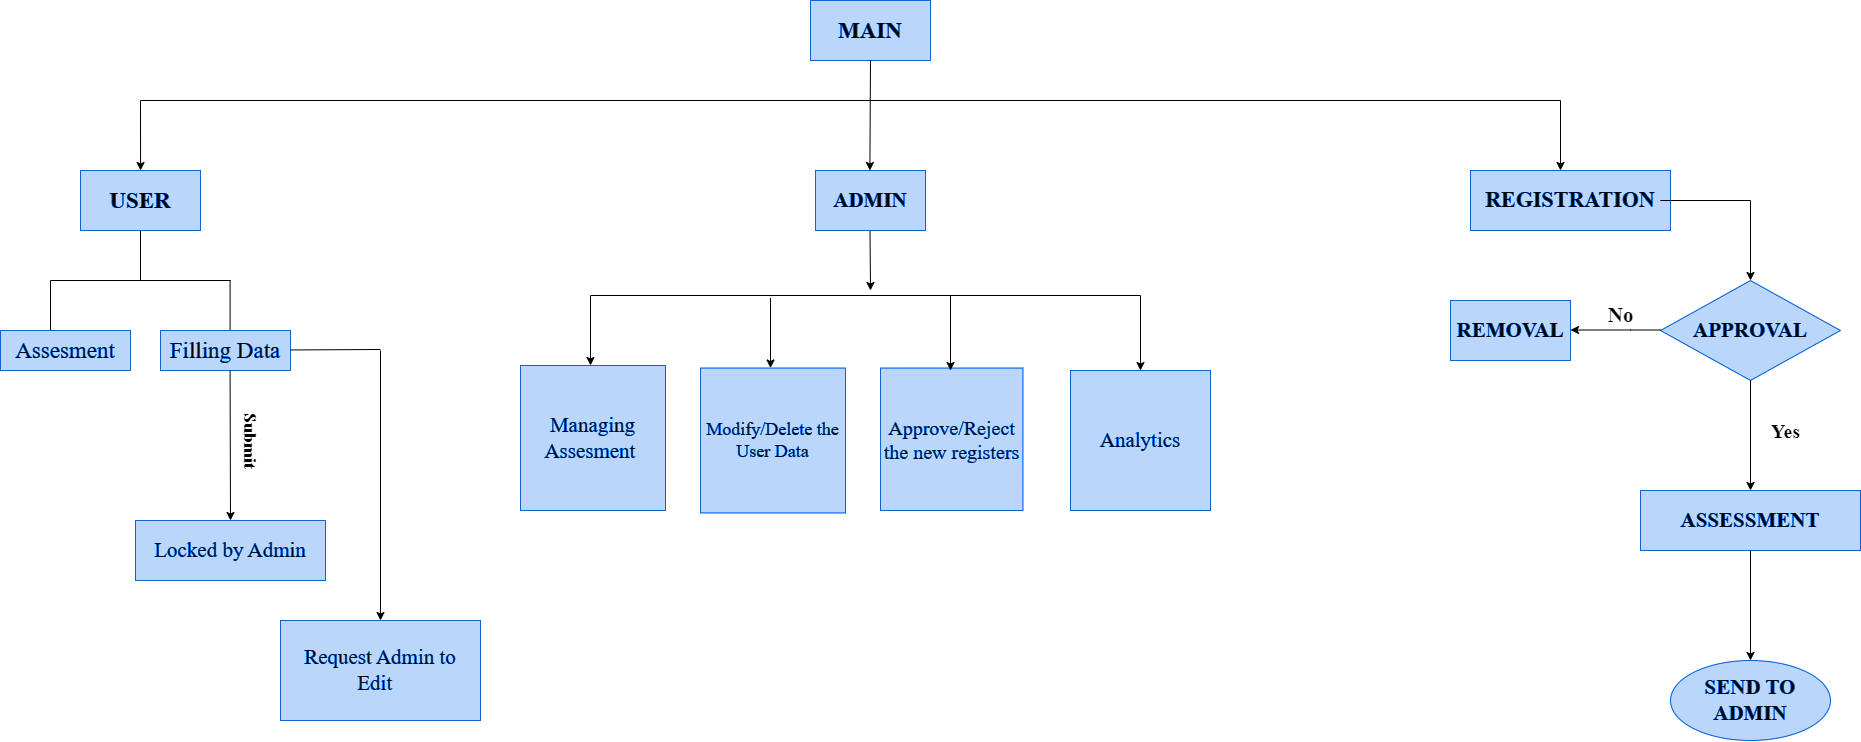 MAIN
USER
ADMIN
REGISTRATION
Assesment
Filling Data
Submit
Locked by Admin
Request Admin to
Edit
Managing
Assesment
Modify/Delete the
User Data
Approve/Reject
the new registers
Analytics
REMOVAL
No
APPROVAL
Yes
ASSESSMENT
SEND TO
ADMIN